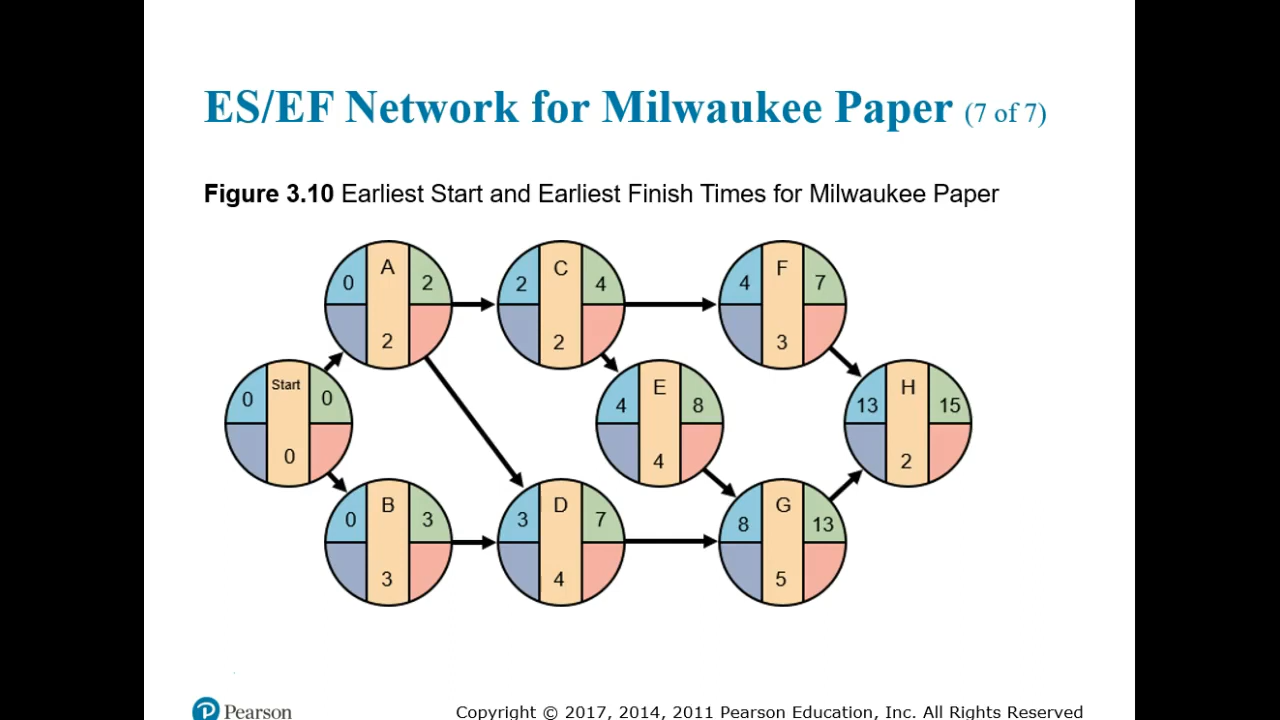 ES/EF Network for Milwaukee Paper (7 of 7)
Figure 3.10 Earliest Start and Earliest Finish Times for Milwaukee Paper
0 A 2
2
2 C 4
2
4 F 7
3
Start
0 0
0
4 E 8
4
13 H 15
2
0 B 3
3
3 D 7
4
8 G 13
5
Pearson
Copyright © 2017, 2014, 2011 Pearson Education, Inc. All Rights Reserved